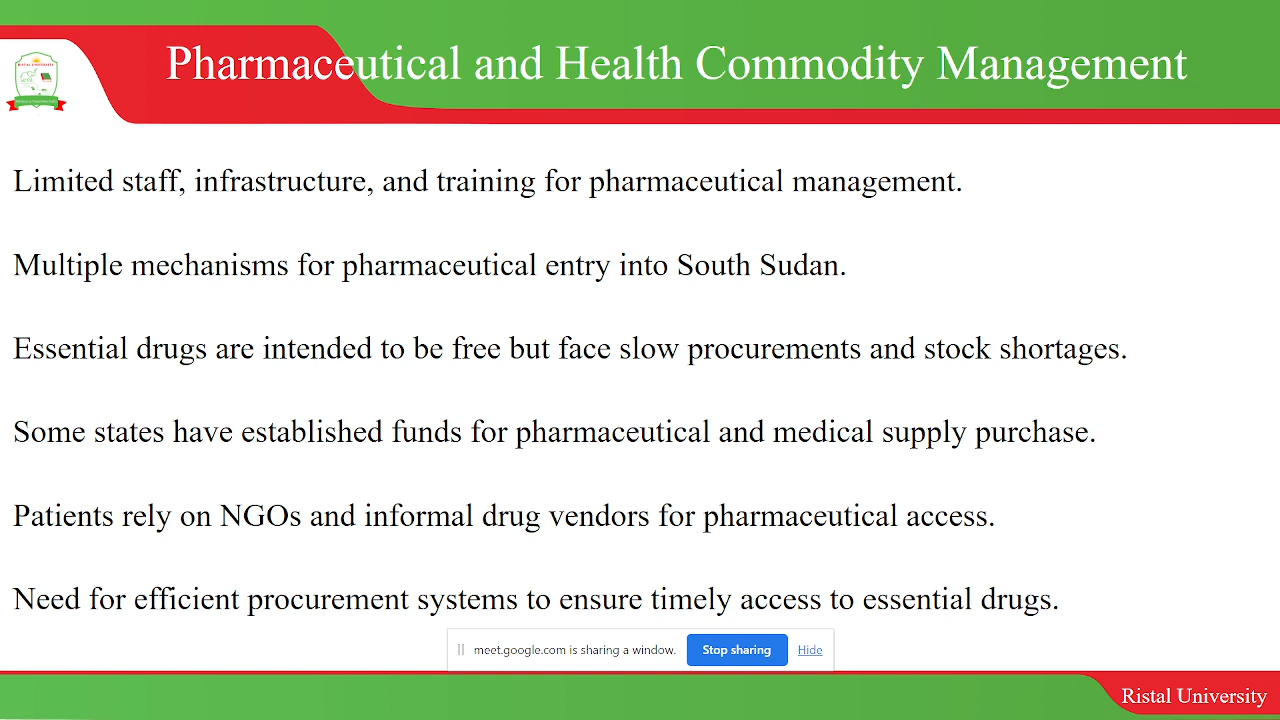 Pharmaceutical and Health Commodity Management
RISTAL UNIVERSITY
Limited staff, infrastructure, and training for pharmaceutical management.
Multiple mechanisms for pharmaceutical entry into South Sudan.
Essential drugs are intended to be free but face slow procurements and stock shortages.
Some states have established funds for pharmaceutical and medical supply purchase.
Patients rely on NGOs and informal drug vendors for pharmaceutical access.
Need for efficient procurement systems to ensure timely access to essential drugs.
meet.google.com is sharing a window. Stop sharing Hide
Ristal University